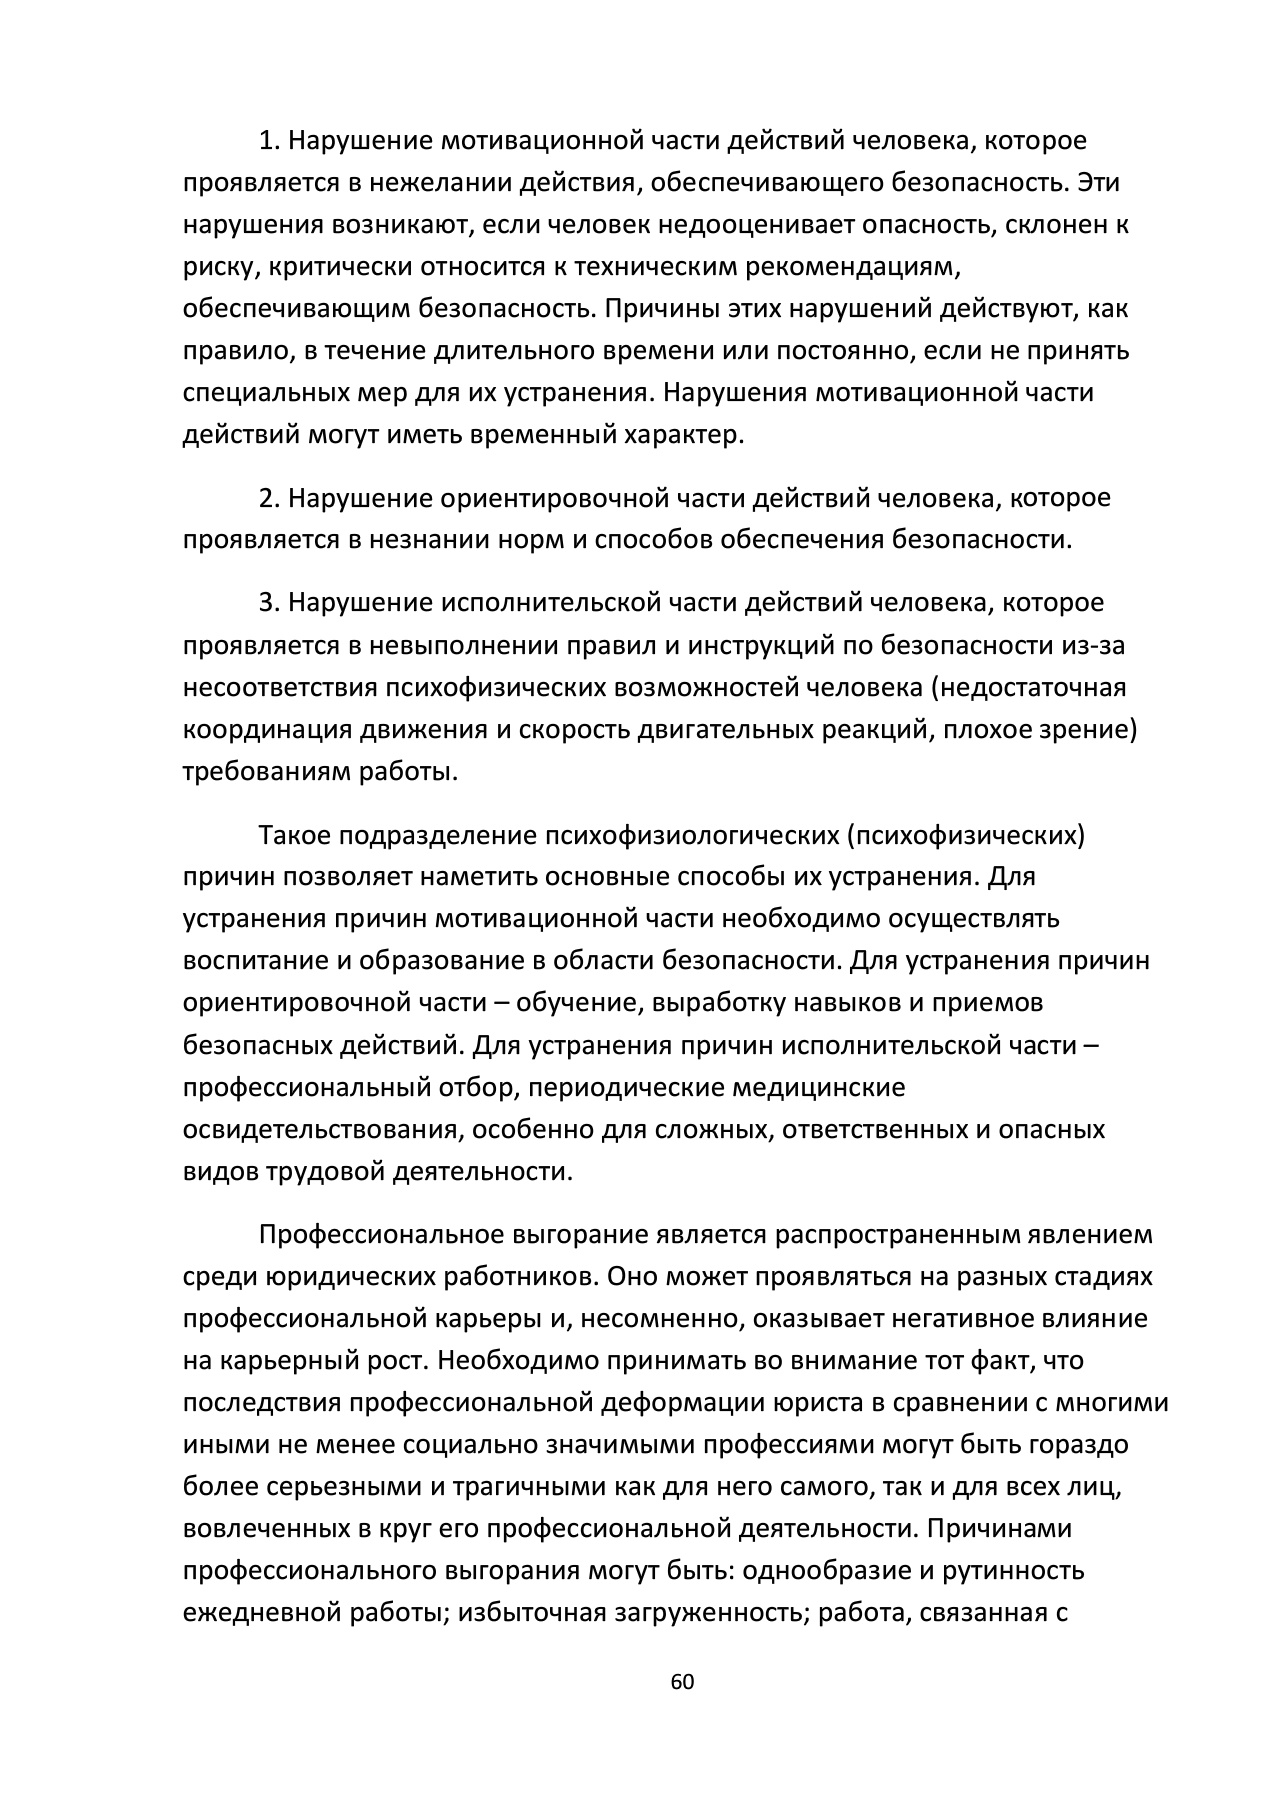 1. Нарушение мотивационной части действий человека, которое
проявляется в нежелании действия, обеспечивающего безопасность. Эти
нарушения возникают, если человек недооценивает опасность, склонен к
риску, критически относится к техническим рекомендациям,
обеспечивающим безопасность. Причины этих нарушений действуют, как
правило, в течение длительного времени или постоянно, если не принять
специальных мер для их устранения. Нарушения мотивационной части
действий могут иметь временный характер.
2. Нарушение ориентировочной части действий человека, которое
проявляется в незнании норм и способов обеспечения безопасности.
3. Нарушение исполнительской части действий человека, которое
проявляется в невыполнении правил и инструкций по безопасности из-за
несоответствия психофизических возможностей человека (недостаточная
координация движения и скорость двигательных реакций, плохое зрение)
требованиям работы.
Такое подразделение психофизиологических (психофизических)
причин позволяет наметить основные способы их устранения. Для
устранения причин мотивационной части необходимо осуществлять
воспитание и образование в области безопасности. Для устранения причин
ориентировочной части – обучение, выработку навыков и приемов
безопасных действий. Для устранения причин исполнительской части –
профессиональный отбор, периодические медицинские
освидетельствования, особенно для сложных, ответственных и опасных
видов трудовой деятельности.
Профессиональное выгорание является распространенным явлением
среди юридических работников. Оно может проявляться на разных стадиях
профессиональной карьеры и, несомненно, оказывает негативное влияние
на карьерный рост. Необходимо принимать во внимание тот факт, что
последствия профессиональной деформации юриста в сравнении с многими
иными не менее социально значимыми профессиями могут быть гораздо
более серьезными и трагичными как для него самого, так и для всех лиц,
вовлеченных в круг его профессиональной деятельности. Причинами
профессионального выгорания могут быть: однообразие и рутинность
ежедневной работы; избыточная загруженность; работа, связанная с
60